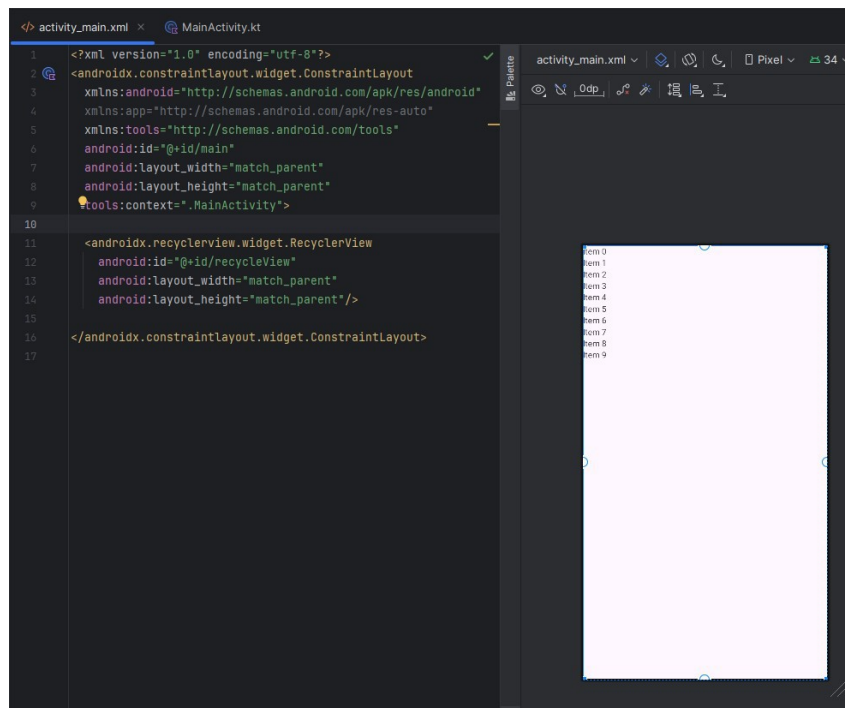 activity_main.xml
MainActivity.kt
1 <?xml version="1.0" encoding="utf-8"?>
2 <androidx.constraintlayout.widget.ConstraintLayout
3 xmlns:android="http://schemas.android.com/apk/res/android"
4 xmlns:app="http://schemas.android.com/apk/res-auto"
5 xmlns:tools="http://schemas.android.com/tools"
6 android:id="@+id/main"
7 android:layout_width="match_parent"
8 android:layout_height="match_parent"
9 tools:context=".MainActivity">
10
11 <androidx.recyclerview.widget.RecyclerView
12 android:id="@+id/recycleView"
13 android:layout_width="match_parent"
14 android:layout_height="match_parent"/>
15
16 </androidx.constraintlayout.widget.ConstraintLayout>
17
Palette
activity_main.xml
Pixel
34
0dp
Item 0
Item 1
Item 2
Item 3
Item 4
Item 5
Item 6
Item 7
Item 8
Item 9